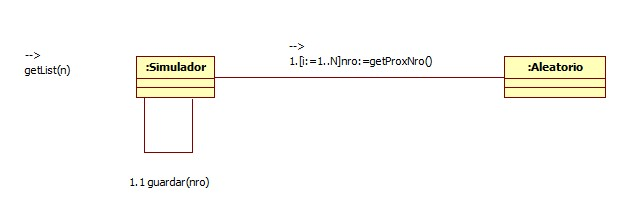 -->
getList(n)
:Simulador
-->
1.[i:=1..N]nro:=getProxNro()
:Aleatorio
1.1 guardar(nro)